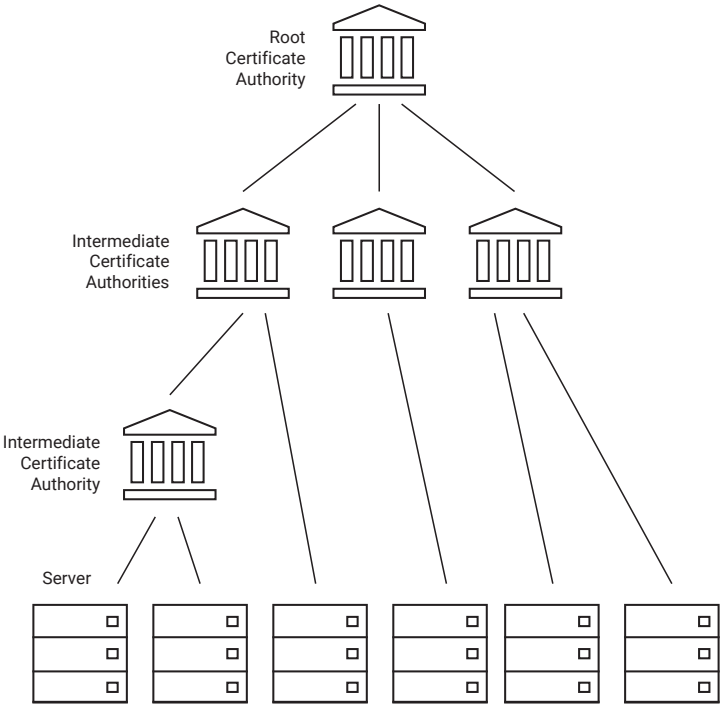 Root
Certificate
Authority
Intermediate
Certificate
Authorities
Intermediate
Certificate
Authority
Server